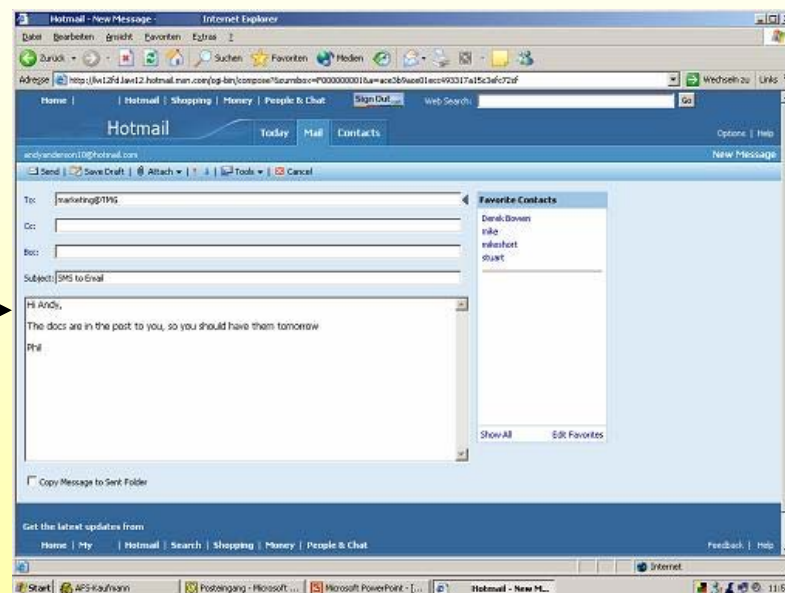 Hotmail - New Message - Internet Explorer
Datei Bearbeiten Ansicht Favoriten Extras ?
Zurück Suchen Favoriten Medien
Adresse Wechseln zu Links
Home | | Hotmail | Shopping | Money | People & Chat Sign Out Web Search: Go
Hotmail Today Mail Contacts Options | Help
andyanderson10@hotmail.com New Message
Send | Save Draft | Attach | Tools | Cancel
To: marketing@TMG
Cc:
Bcc:
Subject: SMS to Email
Hi Andy,
The docs are in the post to you, so you should have them tomorrow
Phil
Favorite Contacts
Derek Bowen
mike
mikeshort
stuart
Show All Edit Favorites
Copy Message to Sent Folder
Get the latest updates from
Home | My | Hotmail | Search | Shopping | Money | People & Chat Feedback | Help
Internet
Start APS-Kaufmann Posteingang - Microsoft ... Microsoft PowerPoint - [... Hotmail - New M...